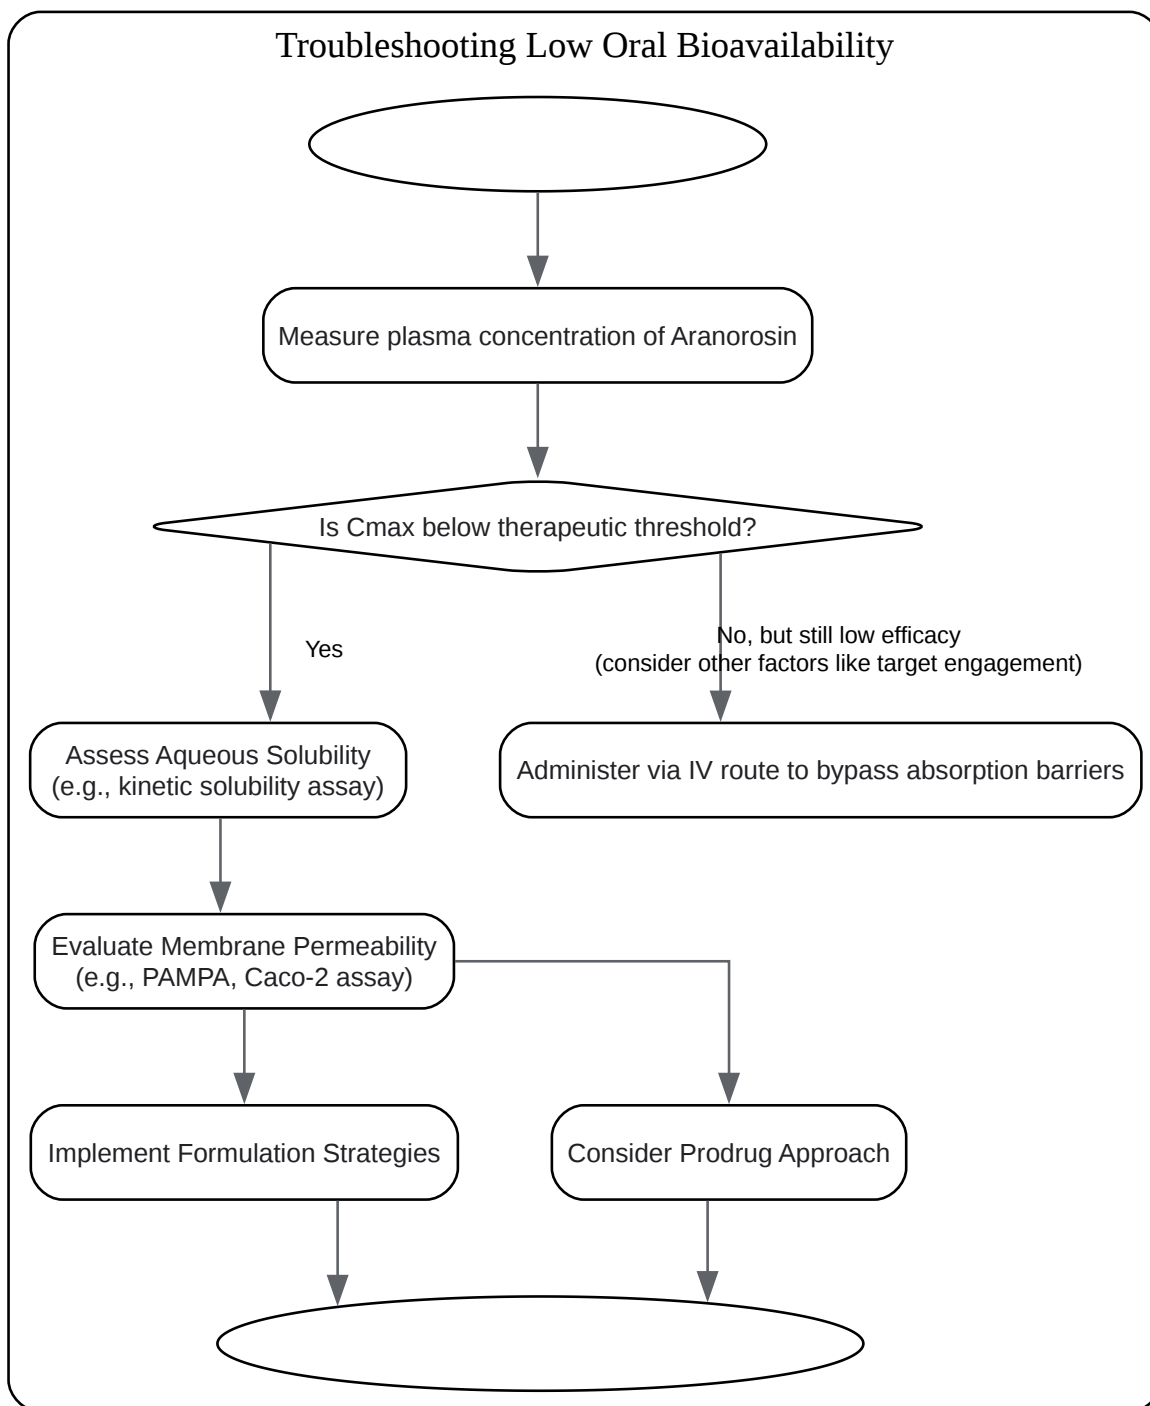 Troubleshooting Low Oral Bioavailability
Measure plasma concentration of Aranorosin
Is Cmax below therapeutic threshold?
Yes
No, but still low efficacy
(consider other factors like target engagement)
Assess Aqueous Solubility
(e.g., kinetic solubility assay)
Administer via IV route to bypass absorption barriers
Evaluate Membrane Permeability
(e.g., PAMPA, Caco-2 assay)
Implement Formulation Strategies
Consider Prodrug Approach